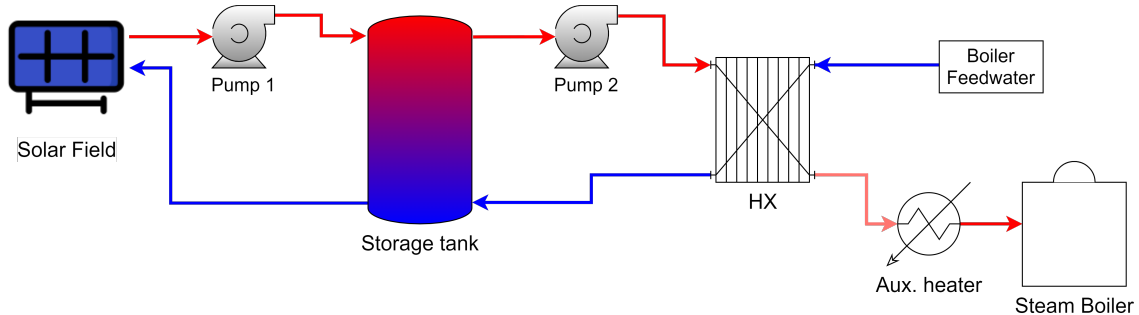 Pump 1
Pump 2
Boiler
Feedwater
Solar Field
HX
Storage tank
Aux. heater
Steam Boiler